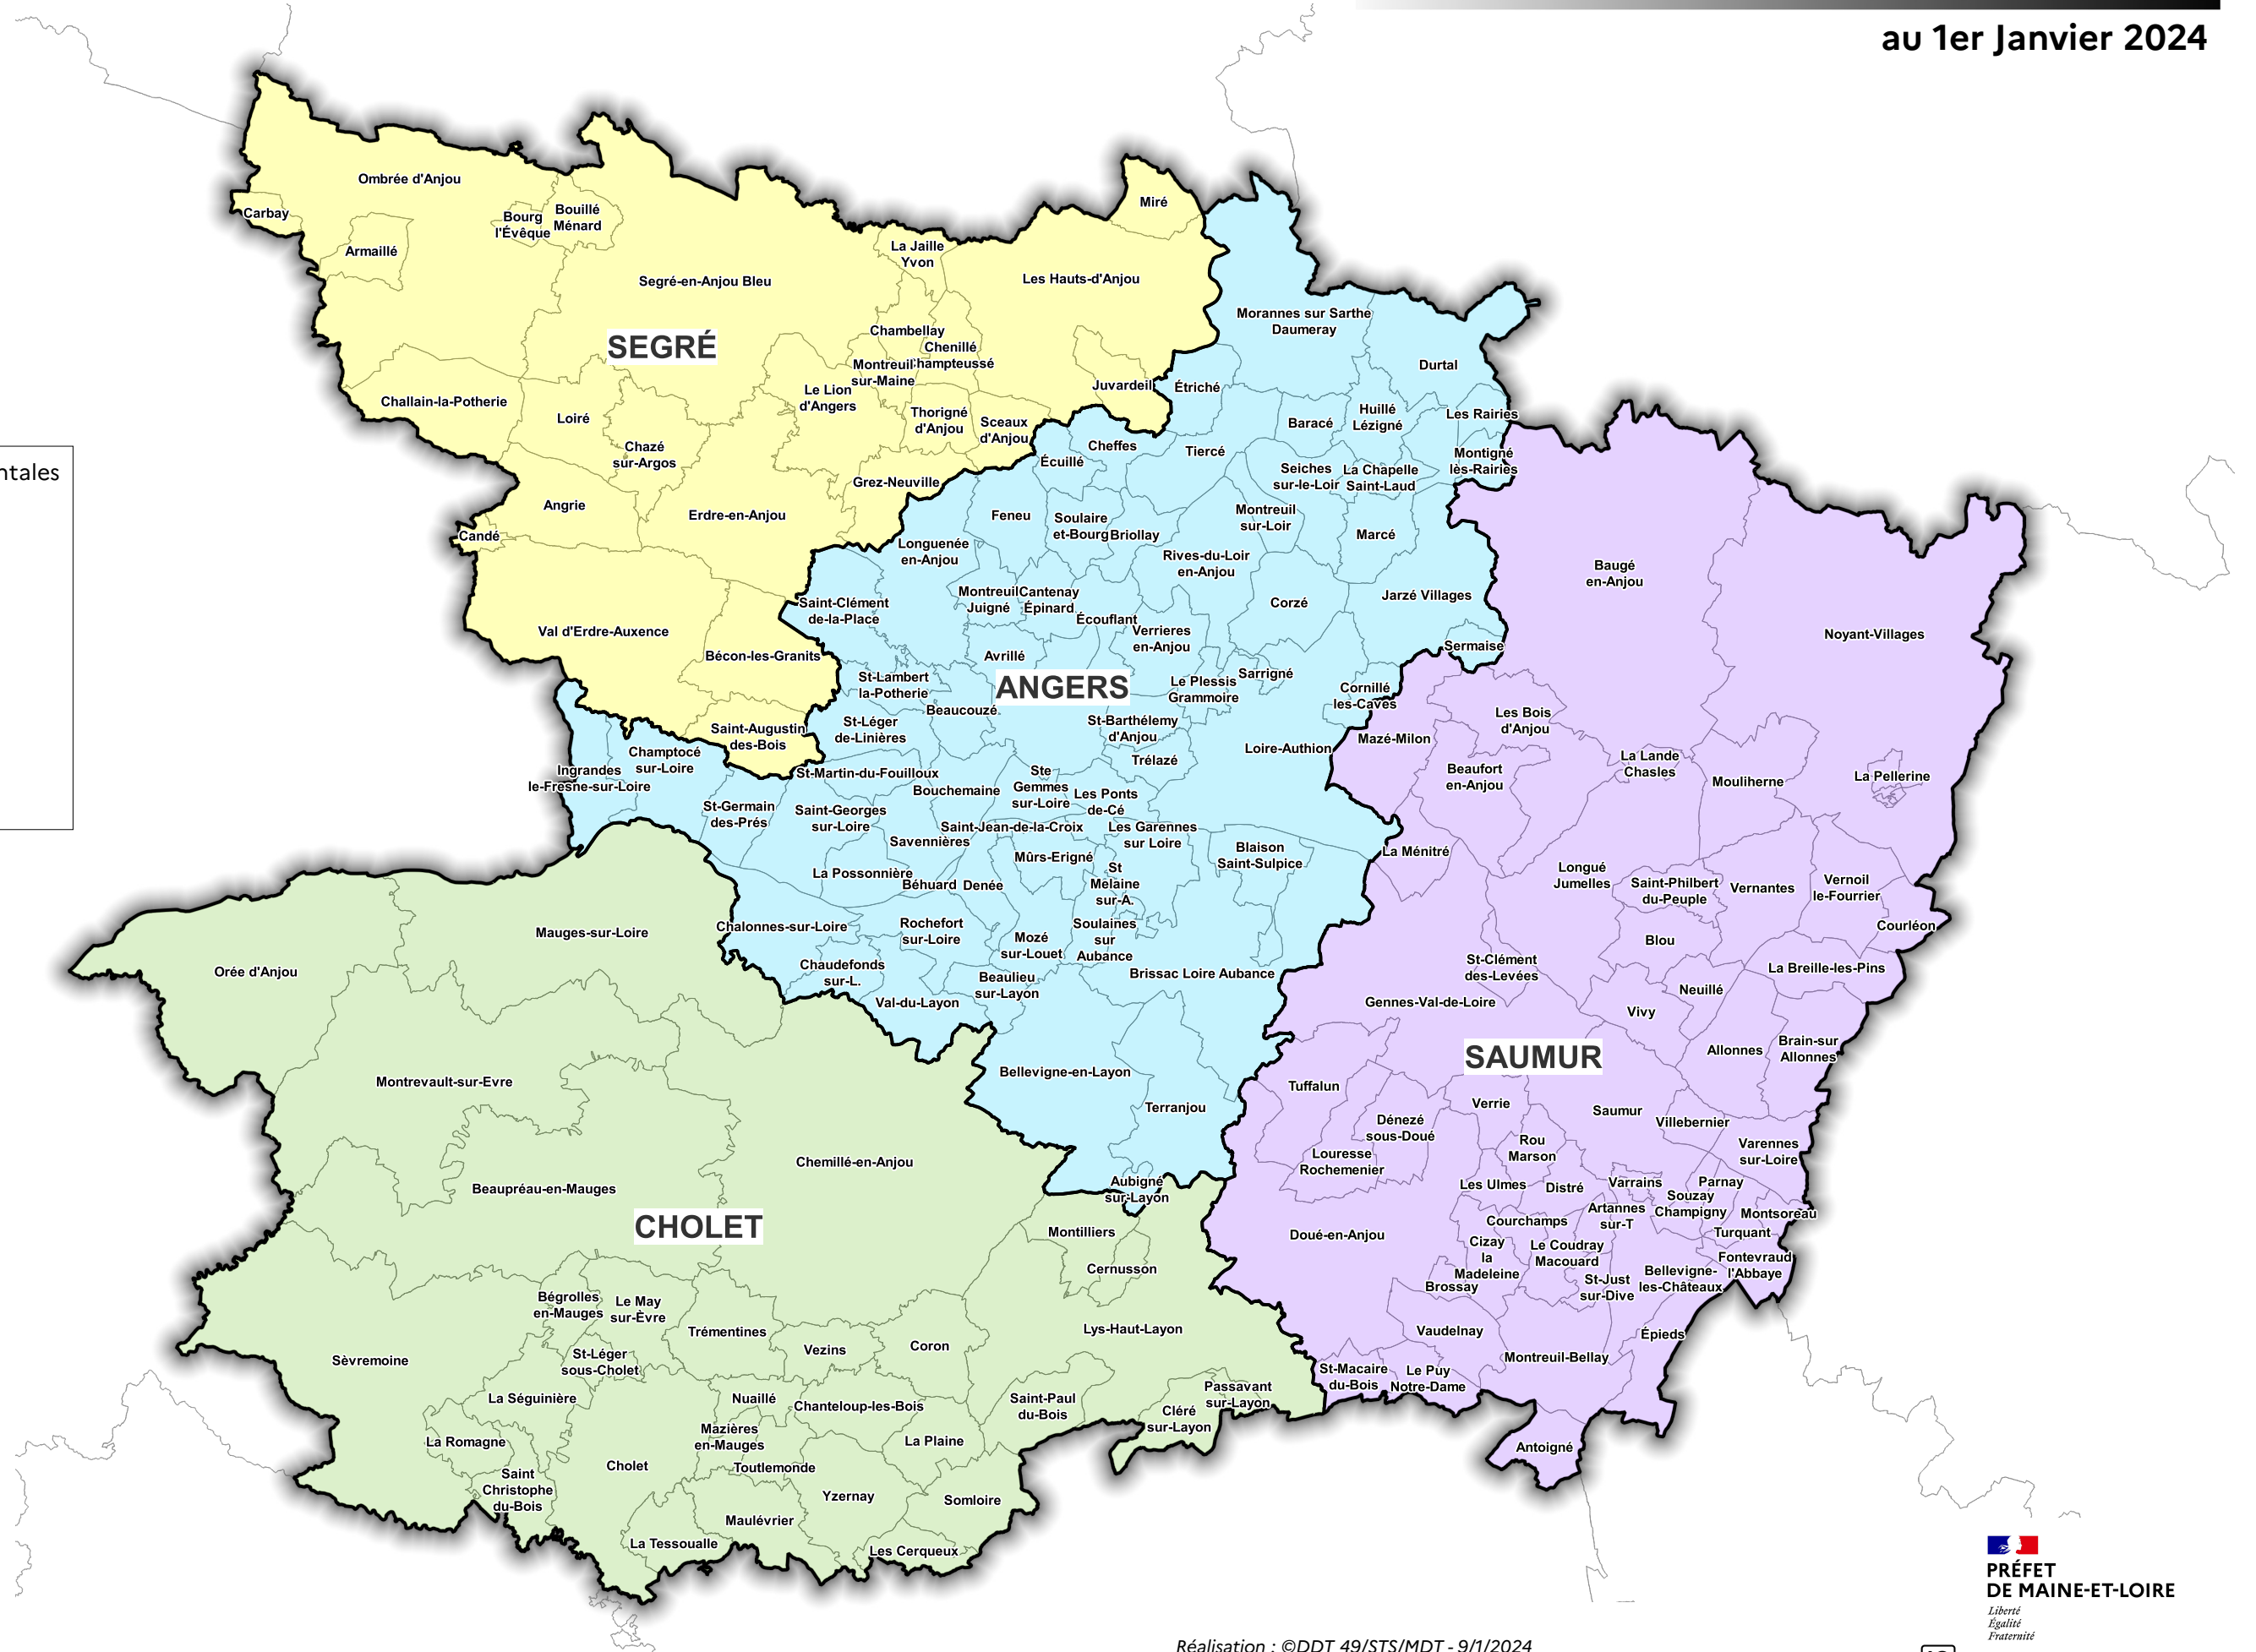 au 1er Janvier 2024
ntales
SEGRÉ
Ombrée d'Anjou
Carbay
Armaillé
Bourg
l'Évêque
Bouillé
Ménard
Segré-en-Anjou Bleu
La Jaille
Yvon
Miré
Les Hauts-d'Anjou
Chambellay
Chenillé
Champteussé
Montreuil
sur-Maine
Le Lion
d'Angers
Thorigné
d'Anjou
Sceaux
d'Anjou
Juvardeil
Challain-la-Potherie
Loiré
Chazé
sur-Argos
Grez-Neuville
Angrie
Erdre-en-Anjou
Candé
Val d'Erdre-Auxence
Bécon-les-Granits
Saint-Augustin
des-Bois
ANGERS
Morannes sur Sarthe
Daumeray
Durtal
Étriché
Baracé
Huillé
Lézigné
Les Rairies
Montigné
lès-Rairies
Cheffes
Écuillé
Tiercé
Seiches
sur-le-Loir
La Chapelle
Saint-Laud
Feneu
Soulaire
et-Bourg
Briollay
Montreuil
sur-Loir
Marcé
Longuenée
en-Anjou
Rives-du-Loir
en-Anjou
Saint-Clément
de-la-Place
Montreuil
Juigné
Cantenay
Épinard
Écouflant
Verrieres
en-Anjou
Corzé
Jarzé Villages
Sermaise
Avrillé
St-Lambert
la-Potherie
Le Plessis
Grammoire
Sarrigné
Cornillé
les-Caves
Beaucouzé
St-Léger
de-Linières
St-Barthélemy
d'Anjou
Loire-Authion
Trélazé
Champtocé
sur-Loire
Ingrandes
le-Fresne-sur-Loire
St-Martin-du-Fouilloux
Bouchemaine
Ste
Gemmes
sur-Loire
Les Ponts
de-Cé
St-Germain
des-Prés
Saint-Georges
sur-Loire
Savennières
Saint-Jean-de-la-Croix
Les Garennes
sur Loire
Blaison
Saint-Sulpice
Mûrs-Erigné
La Possonnière
Béhuard
Denée
St
Melaine
sur-A.
Chalonnes-sur-Loire
Rochefort
sur-Loire
Mozé
sur-Louet
Soulaines
sur
Aubance
Chaudefonds
sur-L.
Beaulieu
sur-Layon
Brissac Loire Aubance
Val-du-Layon
Bellevigne-en-Layon
Terranjou
Aubigné
sur-Layon
SAUMUR
Baugé
en-Anjou
Noyant-Villages
Les Bois
d'Anjou
Mazé-Milon
Beaufort
en-Anjou
La Lande
Chasles
Mouliherne
La Pellerine
La Ménitré
Longué
Jumelles
Saint-Philbert
du-Peuple
Vernantes
Vernoil
le-Fourrier
Courléon
Blou
St-Clément
des-Levées
La Breille-les-Pins
Neuillé
Gennes-Val-de-Loire
Vivy
Allonnes
Brain-sur
Allonnes
Tuffalun
Verrie
Saumur
Villebernier
Dénezé
sous-Doué
Rou
Marson
Varennes
sur-Loire
Louresse
Rochemenier
Les Ulmes
Distré
Varrains
Parnay
Souzay
Champigny
Artannes
sur-T
Montsoreau
Turquant
Doué-en-Anjou
Courchamps
Cizay
la
Madeleine
Le Coudray
Macouard
Fontevraud
l'Abbaye
Brossay
St-Just
sur-Dive
Bellevigne-
les-Châteaux
Vaudelnay
Épieds
Montreuil-Bellay
St-Macaire
du-Bois
Le Puy
Notre-Dame
Antoigné
CHOLET
Mauges-sur-Loire
Orée d'Anjou
Montrevault-sur-Evre
Chemillé-en-Anjou
Beaupréau-en-Mauges
Montilliers
Cernusson
Bégrolles
en-Mauges
Le May
sur-Èvre
Trémentines
Vezins
Coron
Lys-Haut-Layon
Sèvremoine
St-Léger
sous-Cholet
La Séguinière
Nuaillé
Chanteloup-les-Bois
Saint-Paul
du-Bois
Passavant
sur-Layon
Cléré
sur-Layon
La Romagne
Mazières
en-Mauges
La Plaine
Cholet
Toutlemonde
Saint
Christophe
du-Bois
Yzernay
Somloire
Maulévrier
La Tessoualle
Les Cerqueux
PRÉFET
DE MAINE-ET-LOIRE
Liberté
Égalité
Fraternité
Réalisation : ©DDT 49/STS/MDT - 9/1/2024